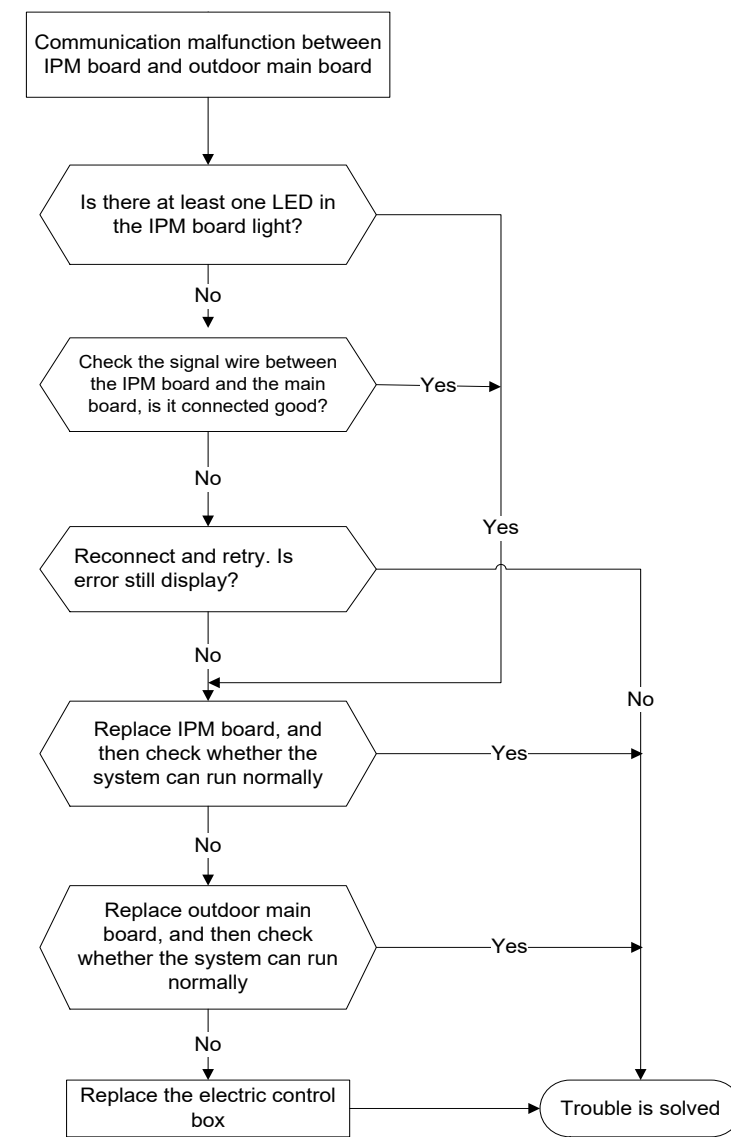 Communication malfunction between
IPM board and outdoor main board
Is there at least one LED in
the IPM board light?
No
Check the signal wire between
the IPM board and the main
board, is it connected good?
Yes
No
Yes
Reconnect and retry. Is
error still display?
No
No
Replace IPM board, and
then check whether the
system can run normally
Yes
No
Replace outdoor main
board, and then check
whether the system can run
normally
Yes
No
Replace the electric control
box
Trouble is solved